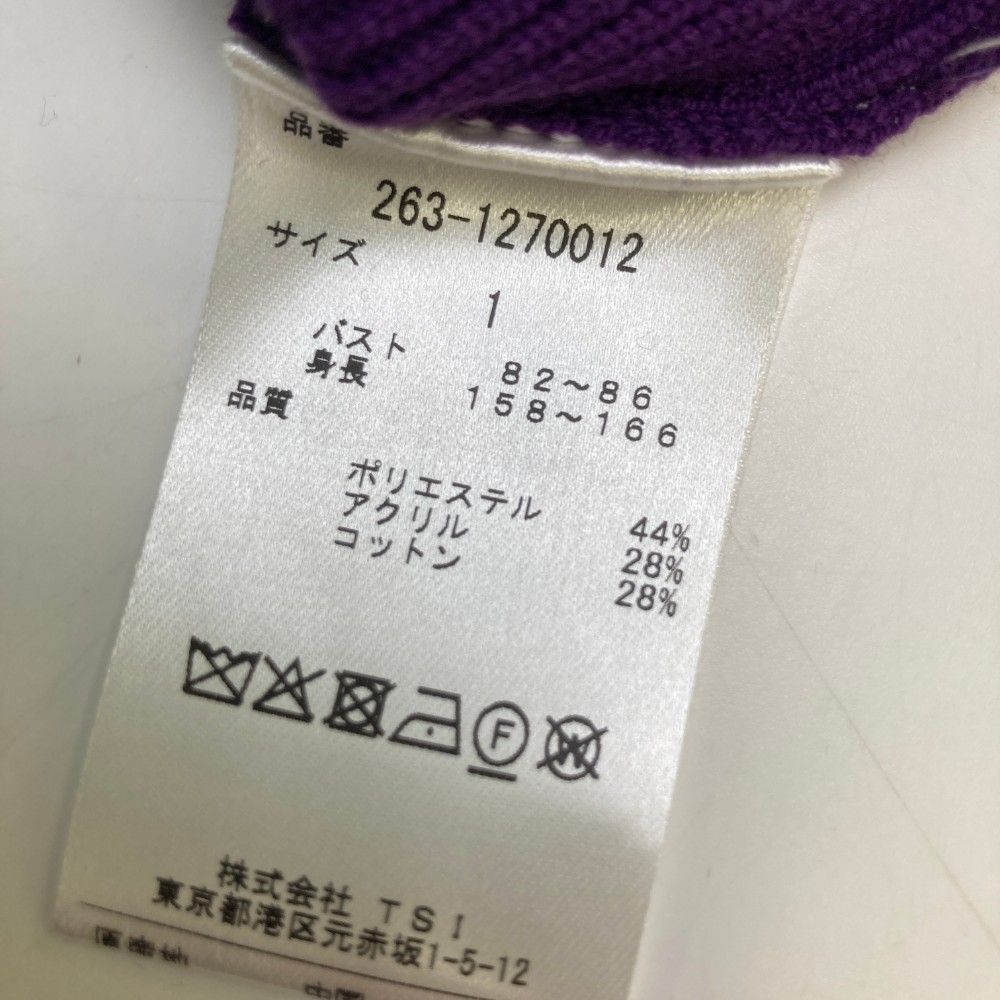 品番
263-1270012
サイズ
1
バスト 82～86
身長 158～166
品質
ポリエステル 44%
アクリル 28%
コットン 28%
F
W
株式会社 TSI
東京都港区元赤坂1-5-12